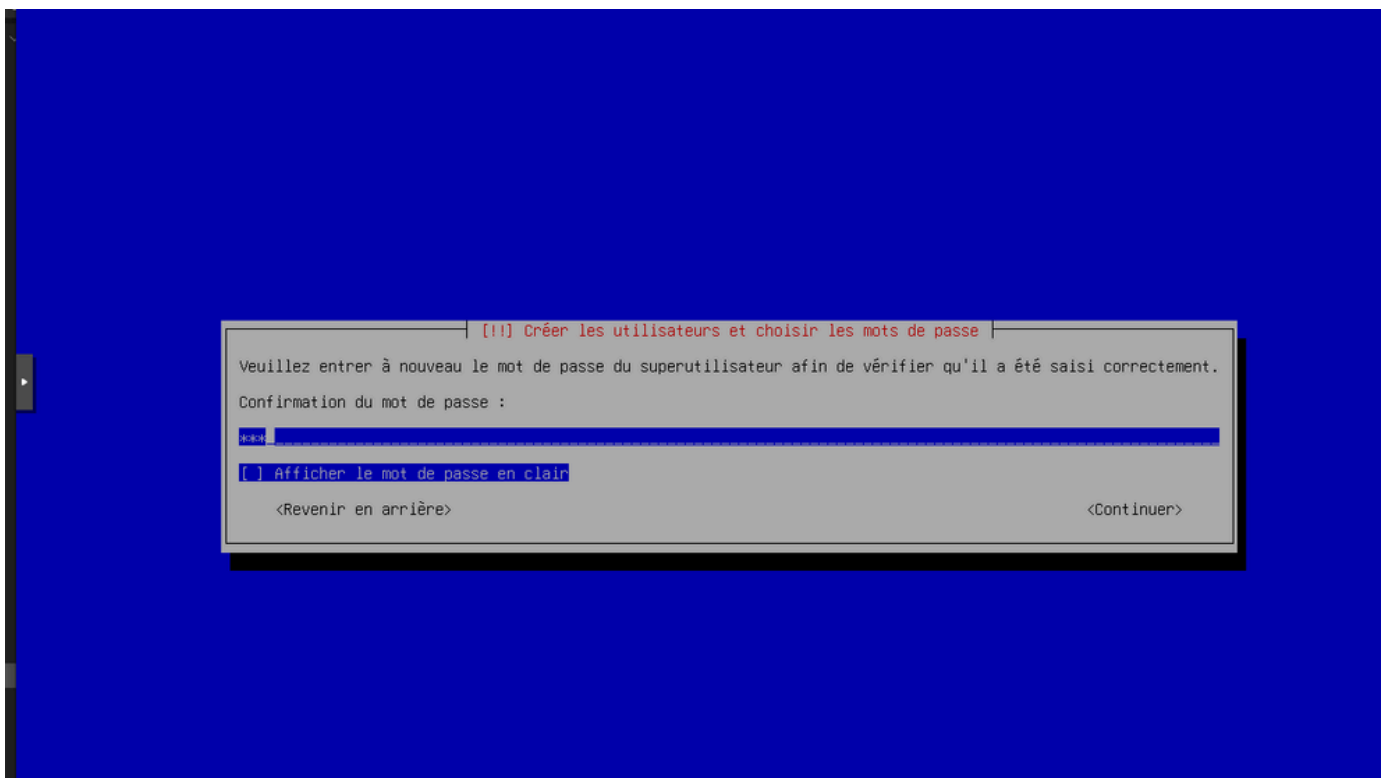 [!!] Créer les utilisateurs et choisir les mots de passe
Veuillez entrer à nouveau le mot de passe du superutilisateur afin de vérifier qu'il a été saisi correctement.
Confirmation du mot de passe :
***
[ ] Afficher le mot de passe en clair
<Revenir en arrière> <Continuer>